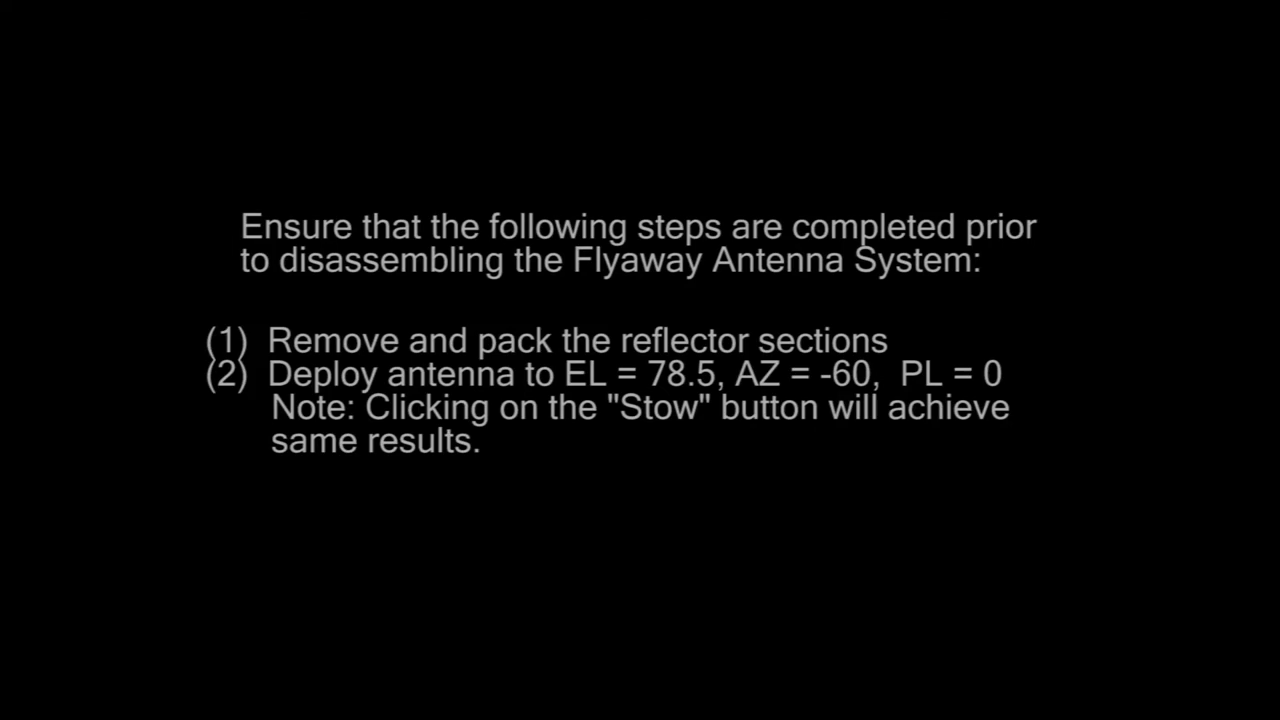 Ensure that the following steps are completed prior
to disassembling the Flyaway Antenna System:
(1) Remove and pack the reflector sections
(2) Deploy antenna to EL = 78.5, AZ = -60, PL = 0
Note: Clicking on the "Stow" button will achieve
same results.